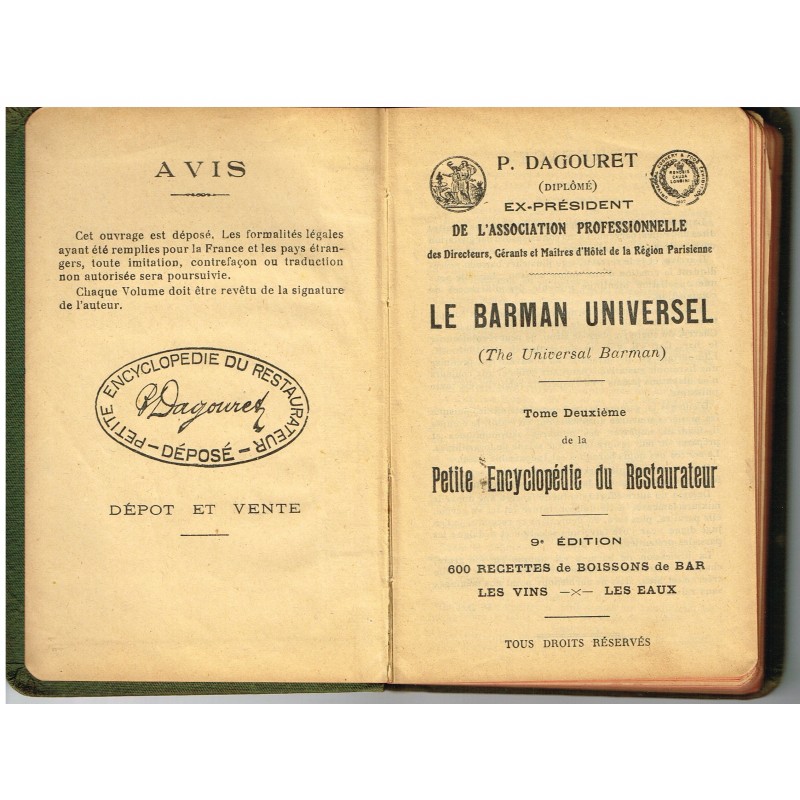 AVIS
Cet ouvrage est déposé. Les formalités légales
ayant été remplies pour la France et les pays étran-
gers, toute imitation, contrefaçon ou traduction
non autorisée sera poursuivie.
Chaque Volume doit être revêtu de la signature
de l'auteur.
PETITE ENCYCLOPEDIE DU RESTAURATEUR
P. Dagouret
— DÉPOSÉ —
DÉPOT ET VENTE
P. DAGOURET
(DIPLÔMÉ)
EX-PRÉSIDENT
DE L'ASSOCIATION PROFESSIONNELLE
des Directeurs, Gérants et Maîtres d'Hôtel de la Région Parisienne
LE BARMAN UNIVERSEL
(The Universal Barman)
Tome Deuxième
de la
Petite Encyclopédie du Restaurateur
9e ÉDITION
600 RECETTES de BOISSONS de BAR
LES VINS —×— LES EAUX
TOUS DROITS RÉSERVÉS